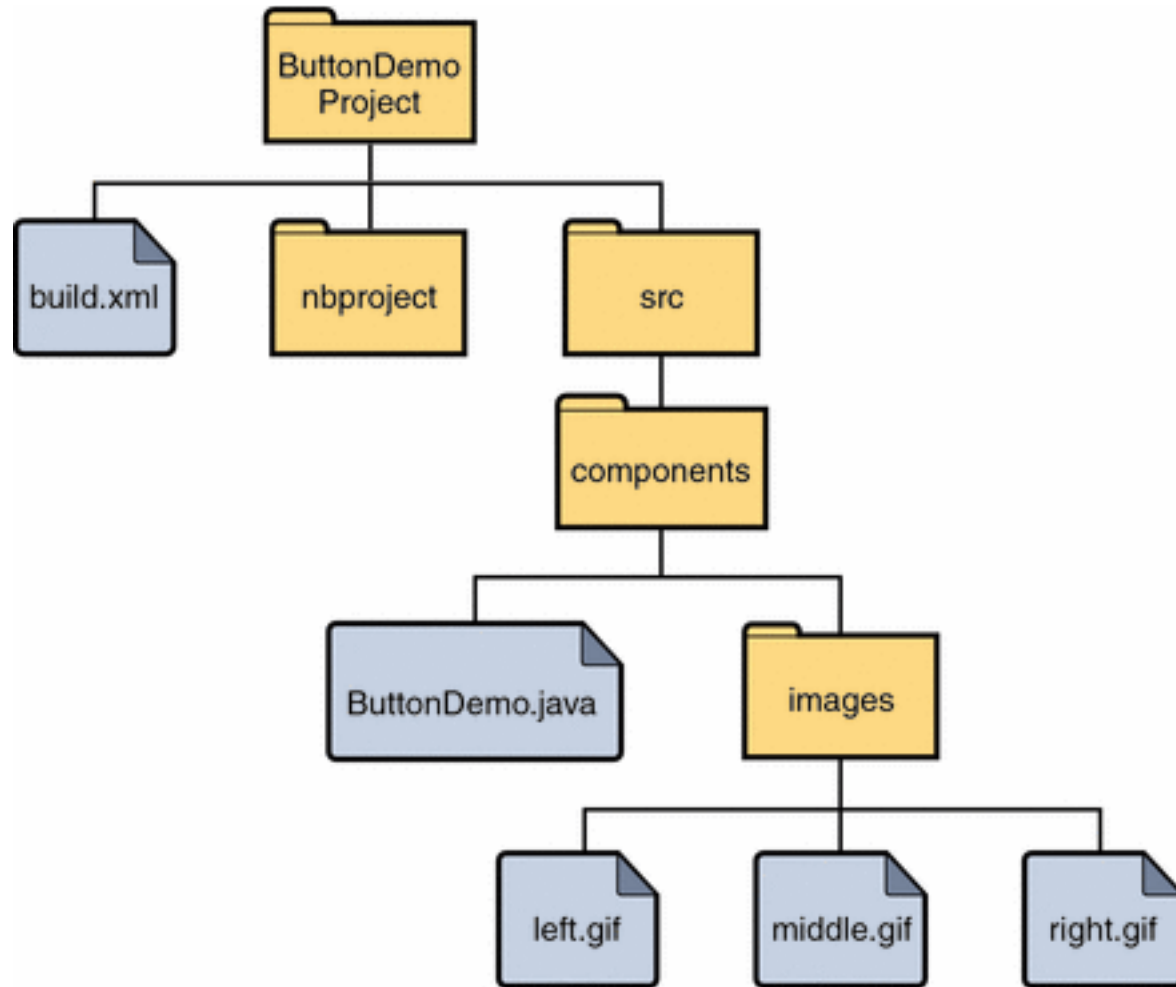 ButtonDemo
Project
build.xml
nbproject
src
components
ButtonDemo.java
images
left.gif
middle.gif
right.gif